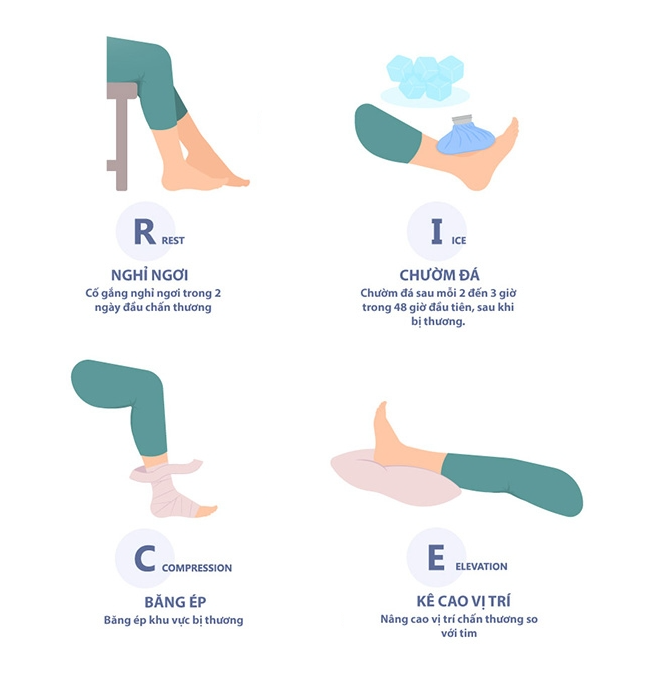 R REST
NGHỈ NGƠI
Cố gắng nghỉ ngơi trong 2
ngày đầu chấn thương
I ICE
CHƯỜM ĐÁ
Chườm đá sau mỗi 2 đến 3 giờ
trong 48 giờ đầu tiên, sau khi
bị thương.
C COMPRESSION
BĂNG ÉP
Băng ép khu vực bị thương
E ELEVATION
KÊ CAO VỊ TRÍ
Nâng cao vị trí chấn thương so
với tim